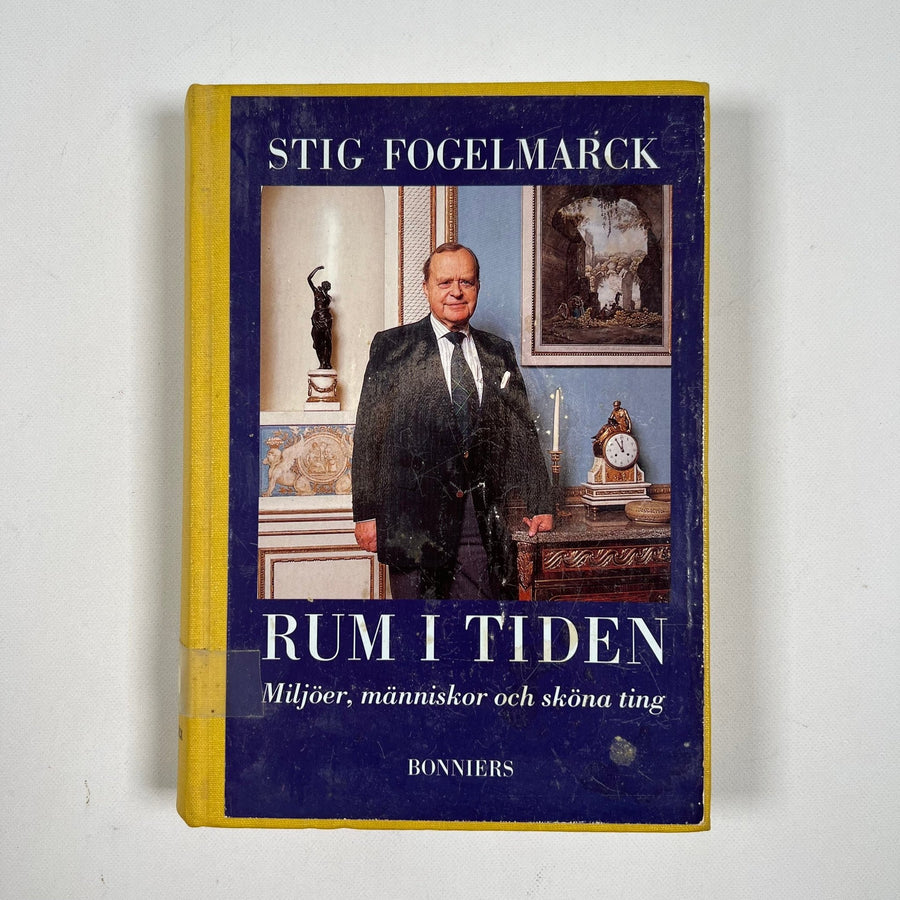 STIG FOGELMARCK
RUM I TIDEN
Miljöer, människor och sköna ting
BONNIERS